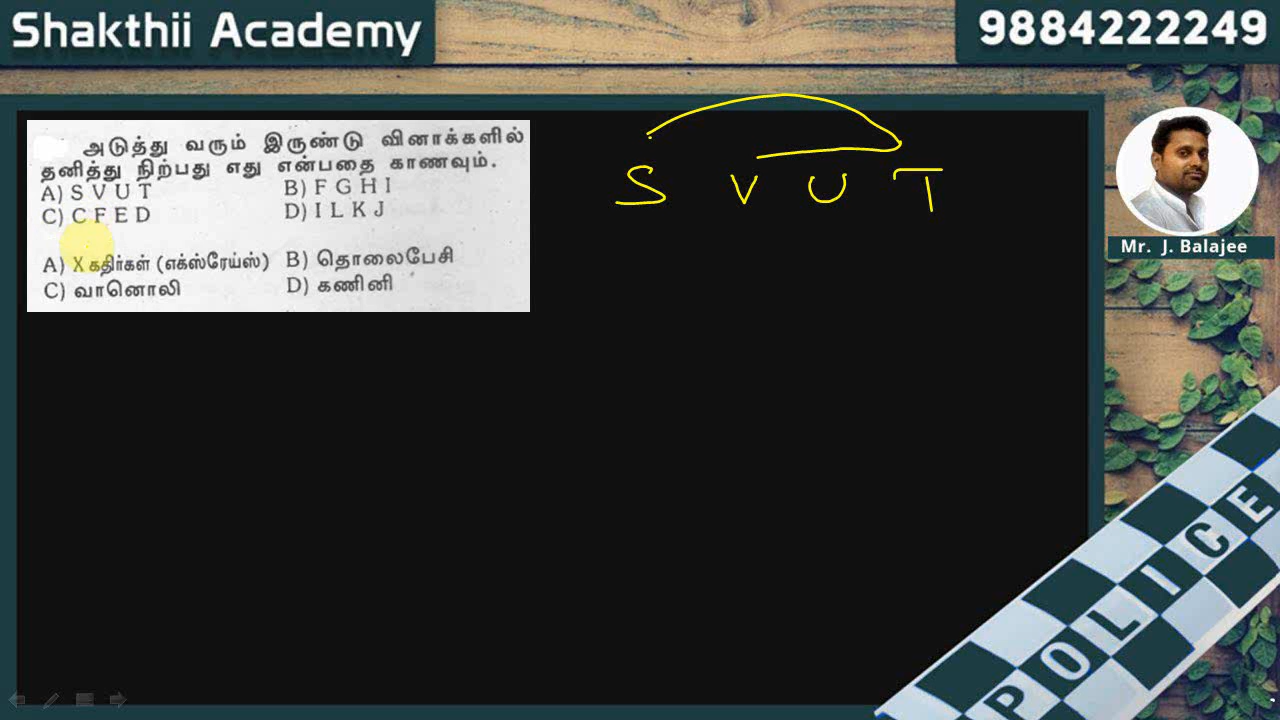 Shakthii Academy
9884222249
அடுத்து வரும் இருண்டு வினாக்களில்
தனித்து நிற்பது எது என்பதை காணவும்.
A) S V U T B) F G H I
C) C F E D D) I L K J
A) X கதிர்கள் (எக்ஸ்ரேய்ஸ்) B) தொலைபேசி
C) வானொலி D) கணினி
S V U T
Mr. J. Balajee
POLICE